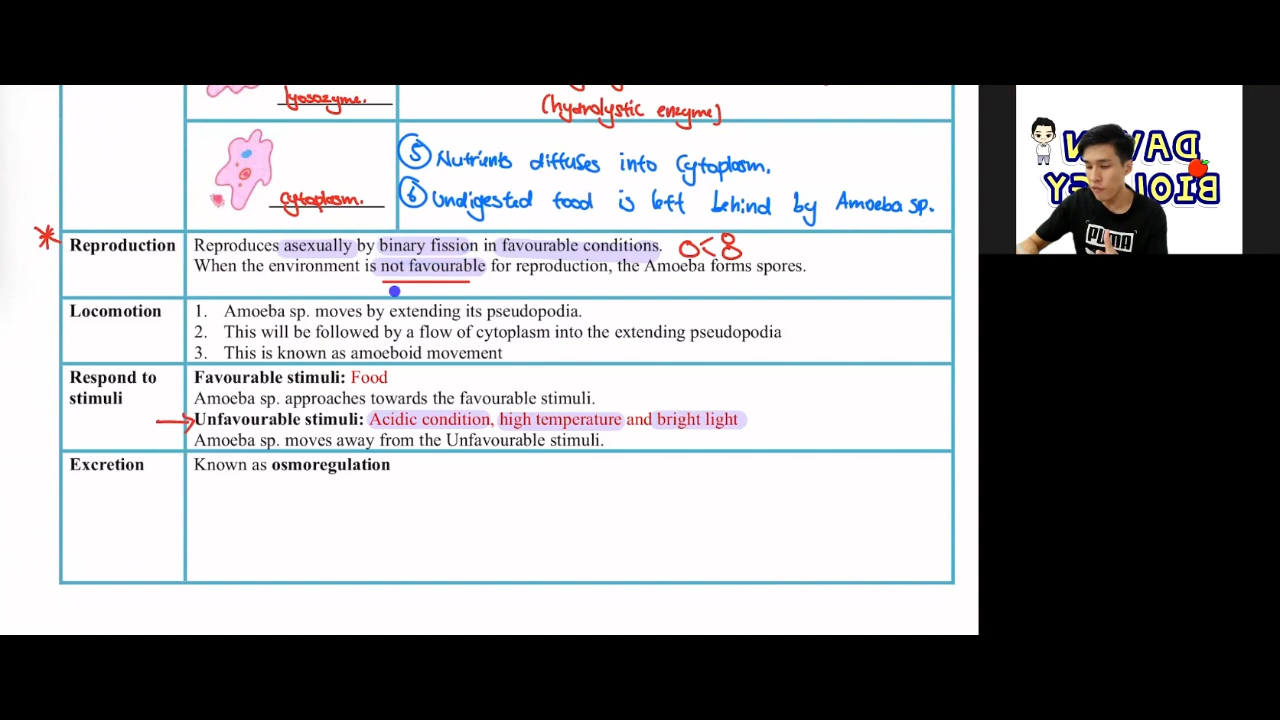 lysozyme.
(hydrolystic enzyme)
cytoplasm.
⑤ Nutrients diffuses into Cytoplasm.
⑥ Undigested food is left behind by Amoeba sp.
Reproduction
Reproduces asexually by binary fission in favourable conditions.
When the environment is not favourable for reproduction, the Amoeba forms spores.
Locomotion
1. Amoeba sp. moves by extending its pseudopodia.
2. This will be followed by a flow of cytoplasm into the extending pseudopodia
3. This is known as amoeboid movement
Respond to
stimuli
Favourable stimuli: Food
Amoeba sp. approaches towards the favourable stimuli.
Unfavourable stimuli: Acidic condition, high temperature and bright light
Amoeba sp. moves away from the Unfavourable stimuli.
Excretion
Known as osmoregulation
PUMA